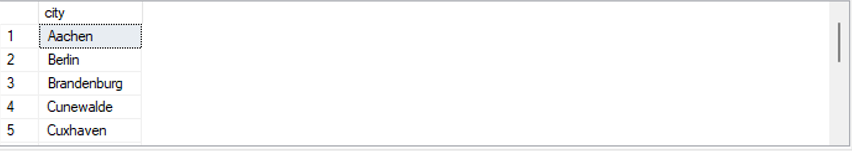 city
1 Aachen
2 Berlin
3 Brandenburg
4 Cunewalde
5 Cuxhaven